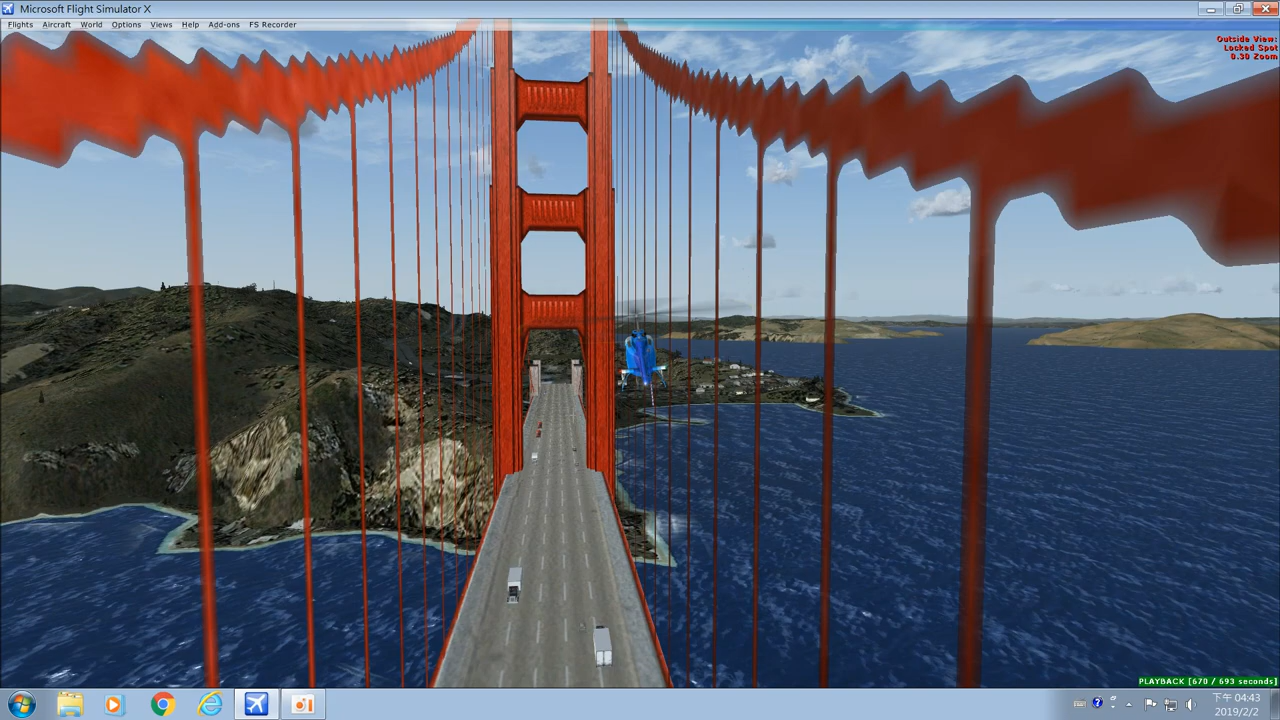 Microsoft Flight Simulator X
Flights Aircraft World Options Views Help Add-ons FS Recorder
Outside View:
Locked Spot
0.30 Zoom
PLAYBACK [670 / 693 seconds]
下午 04:43
2019/2/2